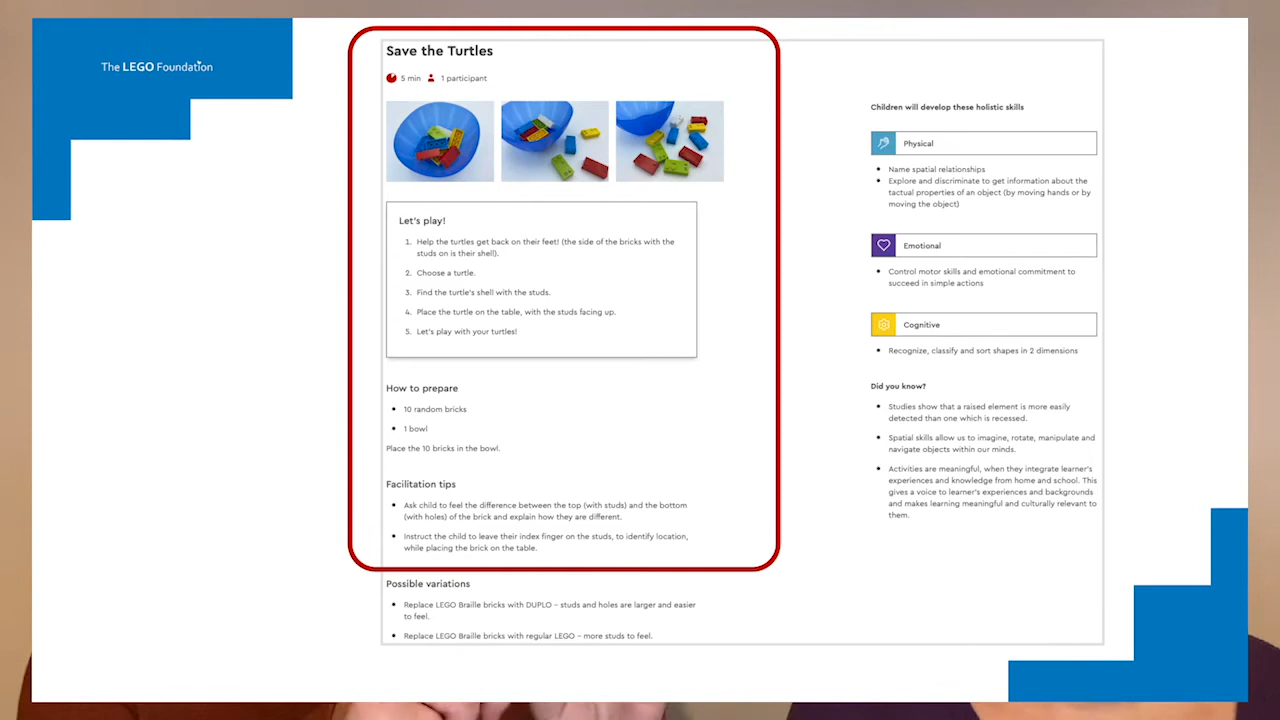 The LEGO Foundation
Save the Turtles
5 min 1 participant
Let's play!
1. Help the turtles get back on their feet! (the side of the bricks with the
studs on is their shell).
2. Choose a turtle.
3. Find the turtle's shell with the studs.
4. Place the turtle on the table, with the studs facing up.
5. Let's play with your turtles!
How to prepare
• 10 random bricks
• 1 bowl
Place the 10 bricks in the bowl.
Facilitation tips
• Ask child to feel the difference between the top (with studs) and the bottom
(with holes) of the brick and explain how they are different.
• Instruct the child to leave their index finger on the studs, to identify location,
while placing the brick on the table.
Possible variations
• Replace LEGO Braille bricks with DUPLO – studs and holes are larger and easier
to feel.
• Replace LEGO Braille bricks with regular LEGO – more studs to feel.
Children will develop these holistic skills
Physical
• Name spatial relationships
• Explore and discriminate to get information about the
tactual properties of an object (by moving hands or by
moving the object)
Emotional
• Control motor skills and emotional commitment to
succeed in simple actions
Cognitive
• Recognize, classify and sort shapes in 2 dimensions
Did you know?
• Studies show that a raised element is more easily
detected than one which is recessed.
• Spatial skills allow us to imagine, rotate, manipulate and
navigate objects within our minds.
• Activities are meaningful, when they integrate learner's
experiences and knowledge from home and school. This
gives a voice to learner's experiences and backgrounds
and makes learning meaningful and culturally relevant to
them.